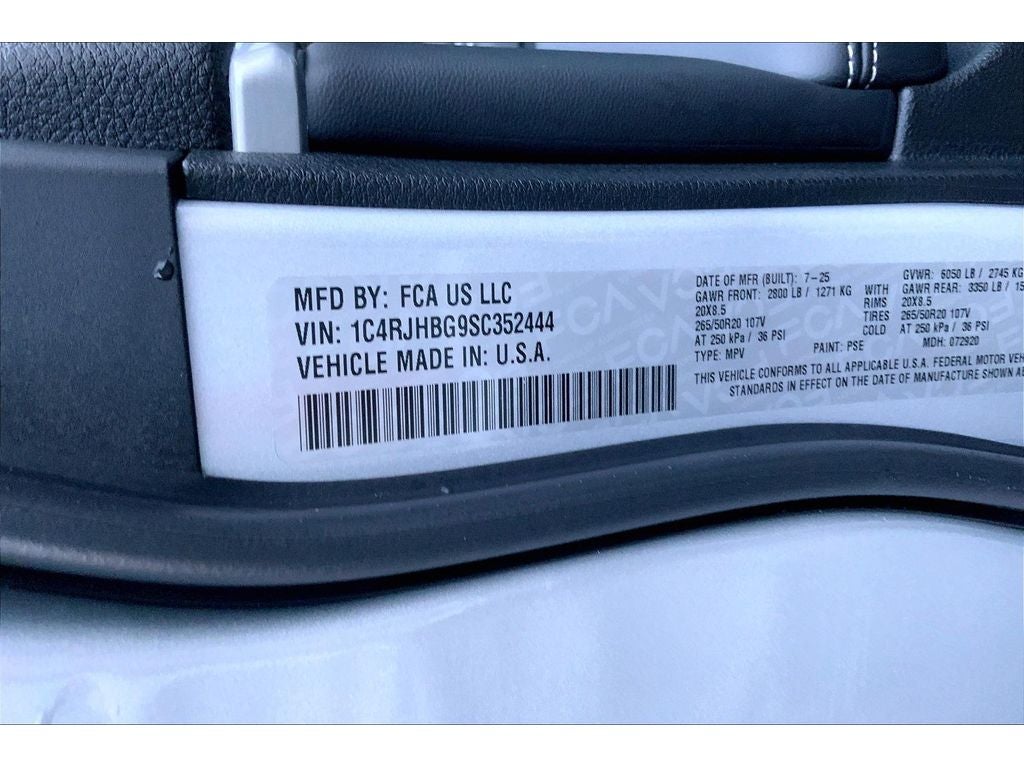 MFD BY: FCA US LLC
VIN: 1C4RJHBG9SC352444
VEHICLE MADE IN: U.S.A.
DATE OF MFR (BUILT): 7-25
GVWR: 6050 LB / 2745 KG
GAWR FRONT: 2800 LB / 1271 KG WITH GAWR REAR: 3350 LB /
20X8.5 RIMS 20X8.5
265/50R20 107V TIRES 265/50R20 107V
AT 250 kPa / 36 PSI COLD AT 250 kPa / 36 PSI
TYPE: MPV PAINT: PSE MDH: 072920
THIS VEHICLE CONFORMS TO ALL APPLICABLE U.S.A. FEDERAL MOTOR
STANDARDS IN EFFECT ON THE DATE OF MANUFACTURE SHOWN